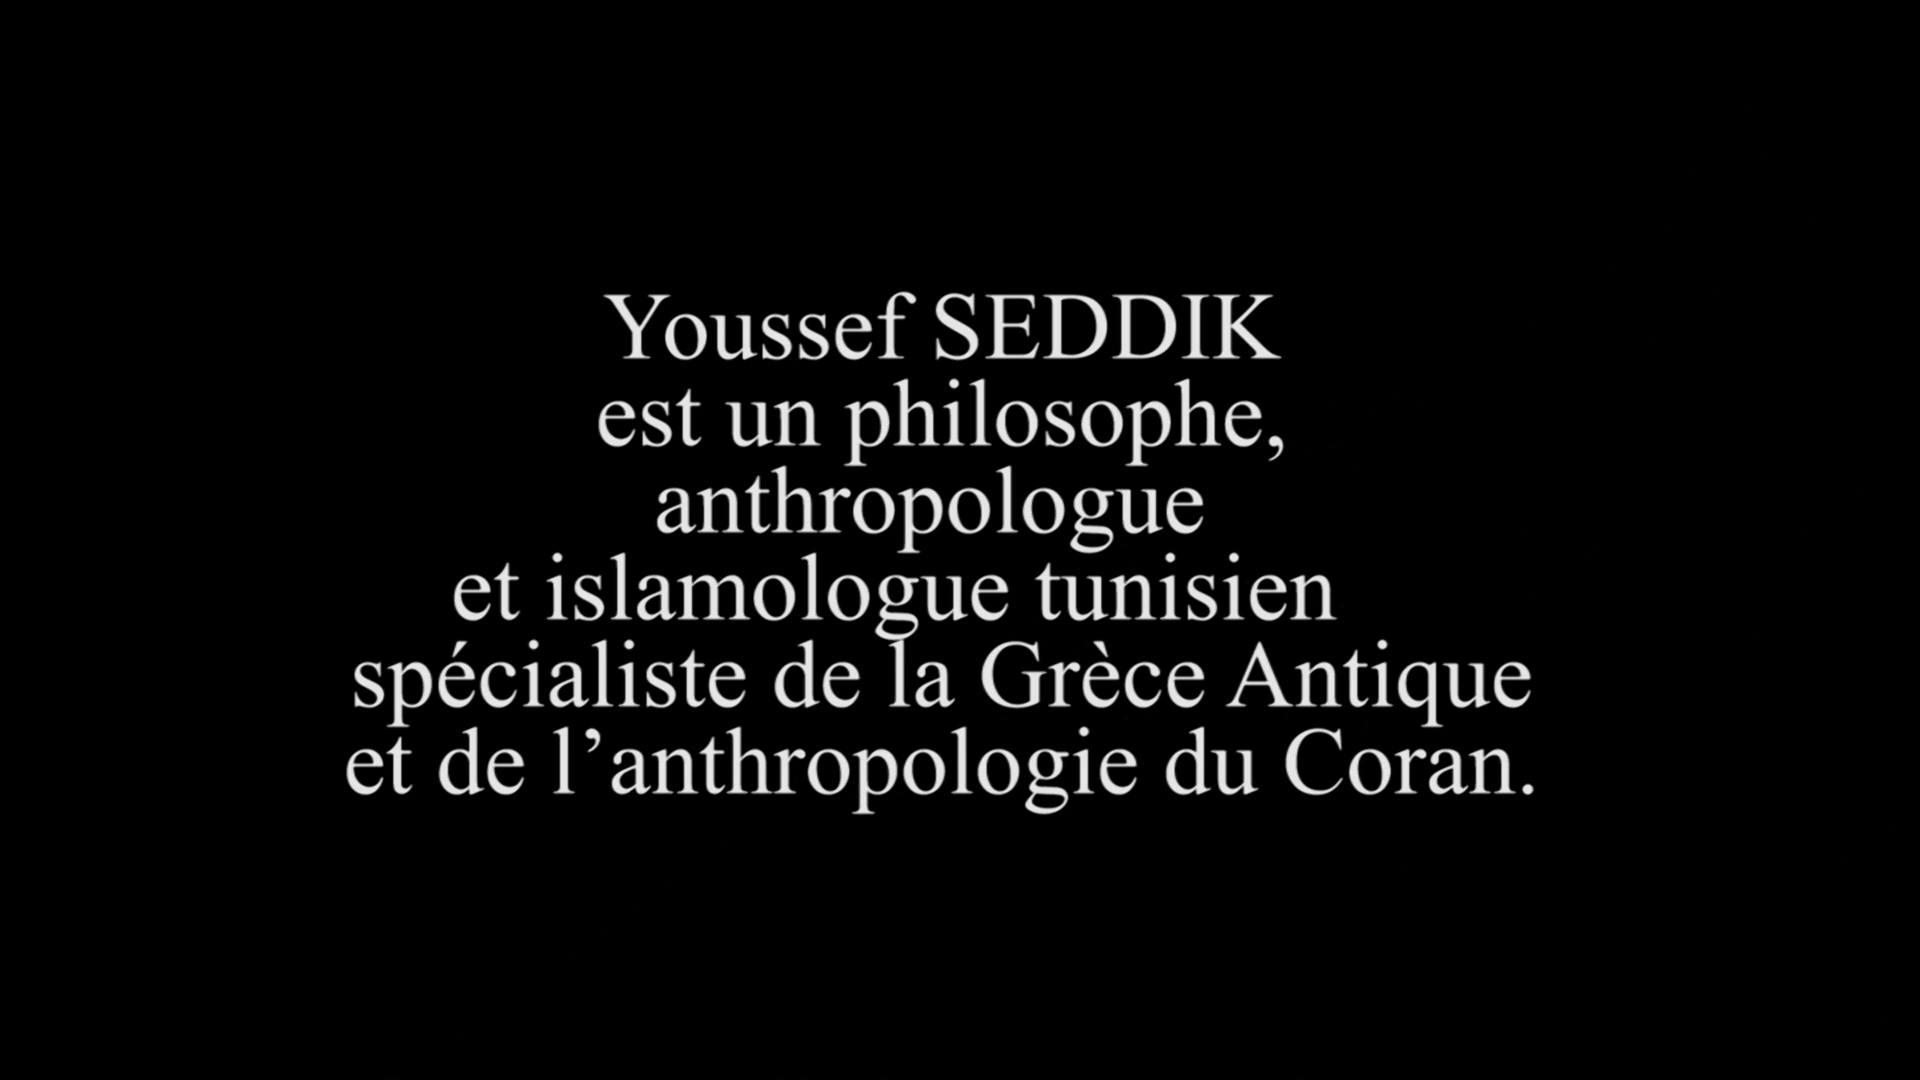 Youssef SEDDIK
est un philosophe,
anthropologue
et islamologue tunisien
spécialiste de la Grèce Antique
et de l’anthropologie du Coran.